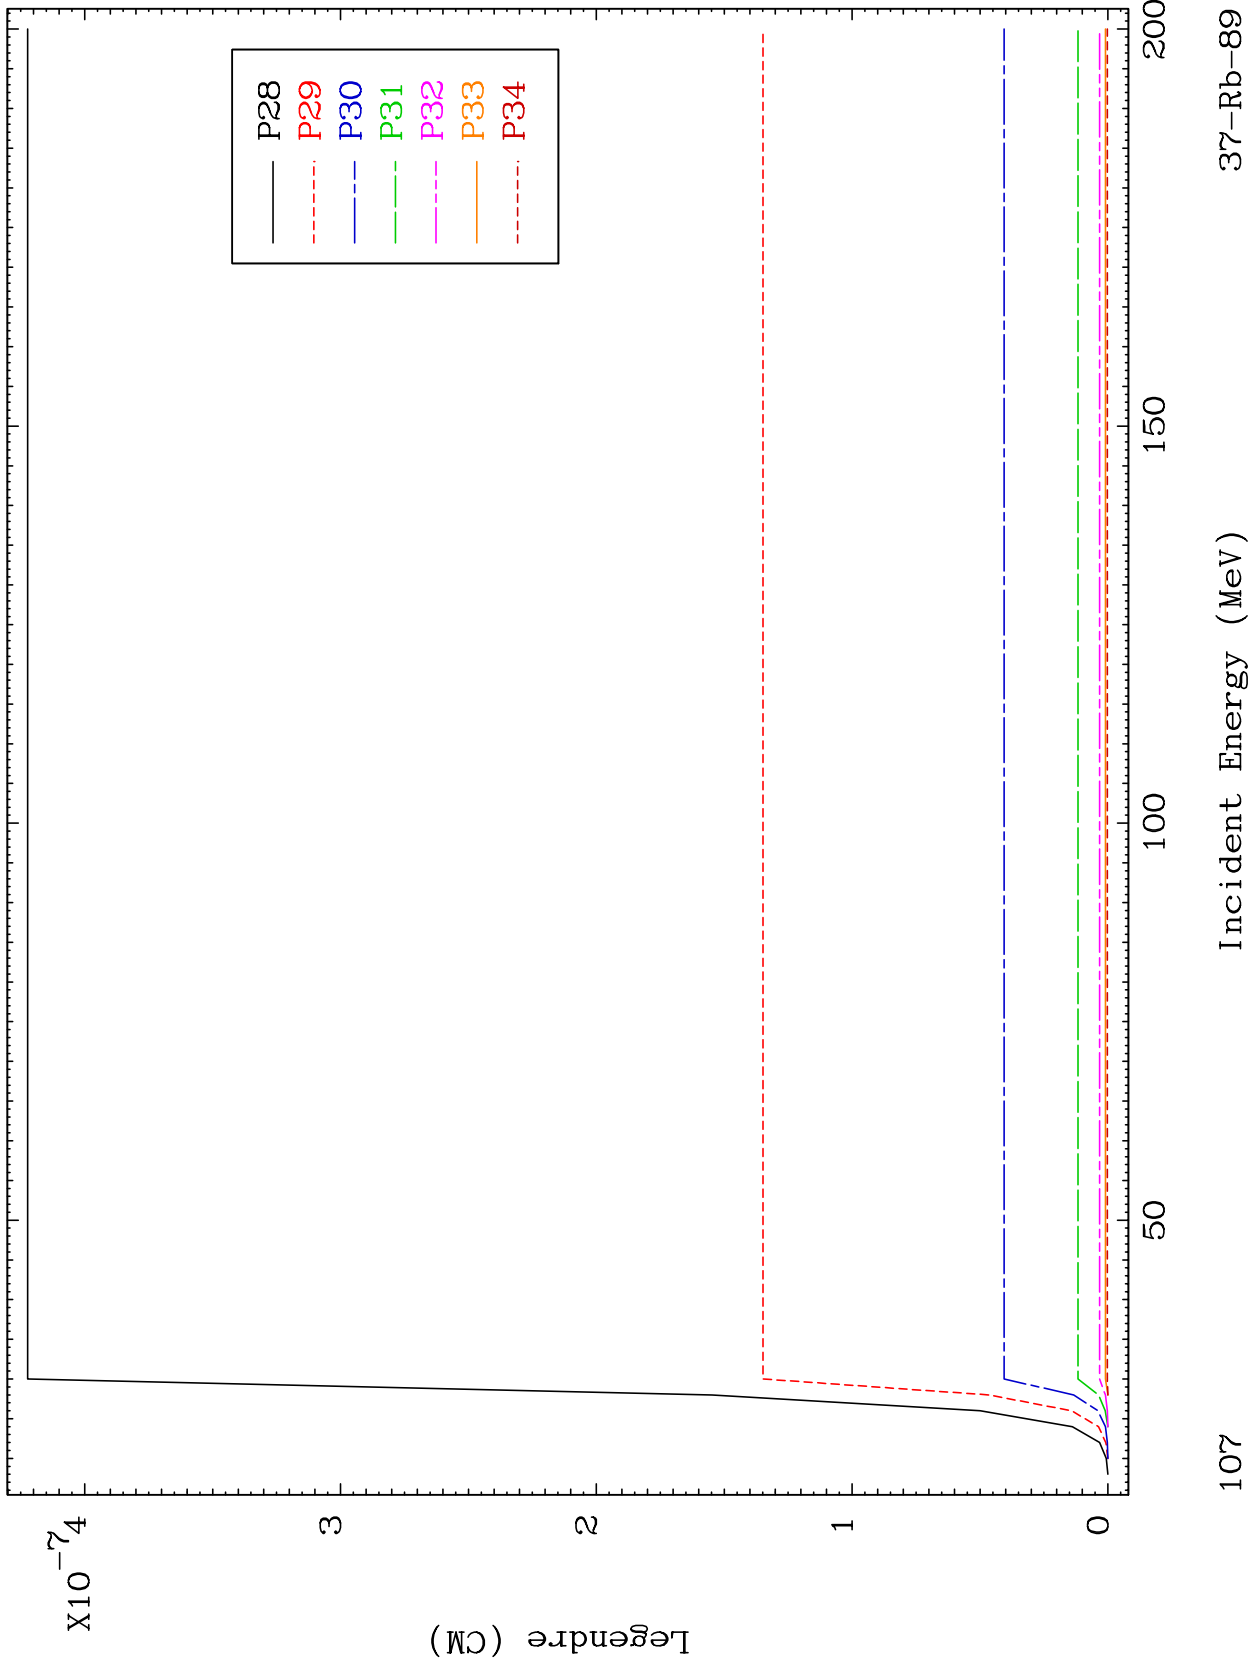 X10-7
4
3
2
1
0
Legendre (CM)
P28
P29
P30
P31
P32
P33
P34
50
100
150
200
Incident Energy (MeV)
107
37-Rb-89